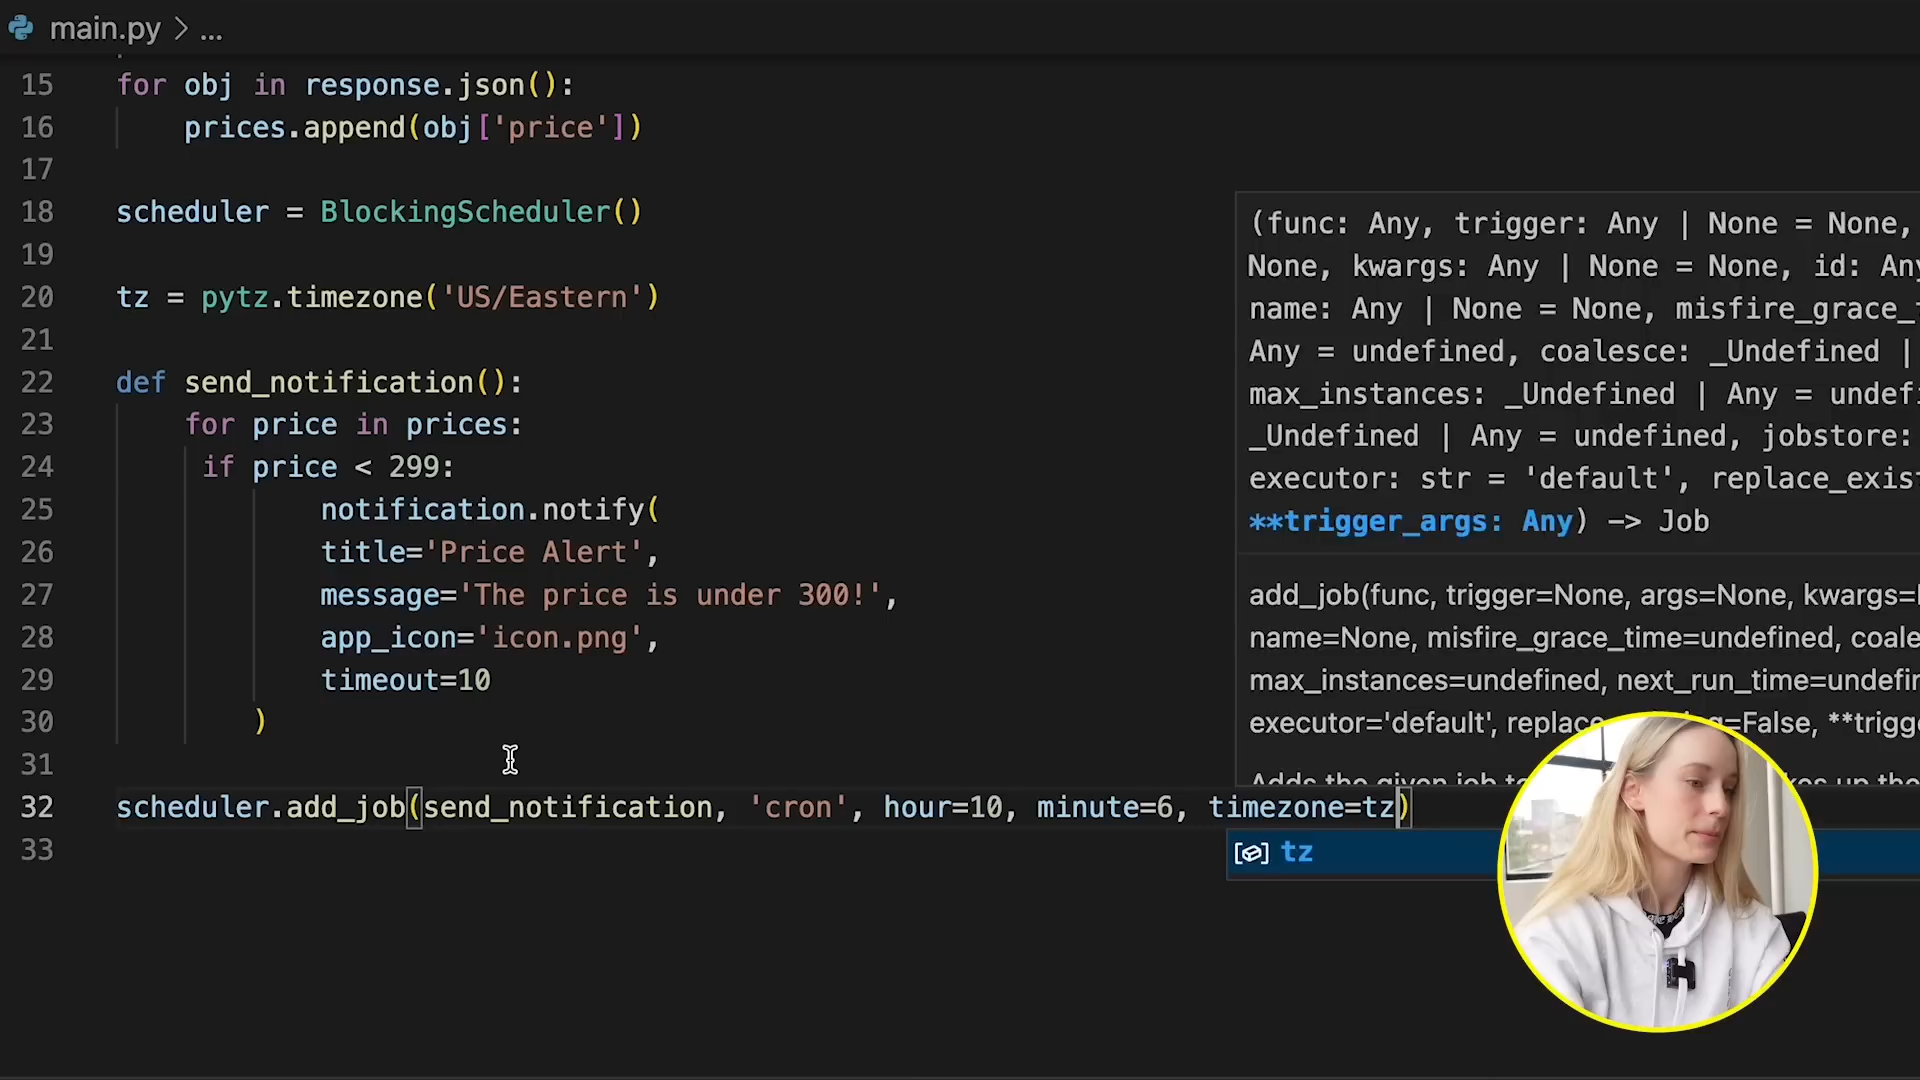 main.py > ...
15 for obj in response.json():
16 prices.append(obj['price'])
17
18 scheduler = BlockingScheduler()
19
20 tz = pytz.timezone('US/Eastern')
21
22 def send_notification():
23 for price in prices:
24 if price < 299:
25 notification.notify(
26 title='Price Alert',
27 message='The price is under 300!',
28 app_icon='icon.png',
29 timeout=10
30 )
31
32 scheduler.add_job(send_notification, 'cron', hour=10, minute=6, timezone=tz)
33
(func: Any, trigger: Any | None = None,
None, kwargs: Any | None = None, id: Any
name: Any | None = None, misfire_grace_
Any = undefined, coalesce: _Undefined |
max_instances: _Undefined | Any = undefi
_Undefined | Any = undefined, jobstore:
executor: str = 'default', replace_exis
**trigger_args: Any) -> Job
add_job(func, trigger=None, args=None, kwargs=
name=None, misfire_grace_time=undefined, coale
max_instances=undefined, next_run_time=undefi
executor='default', replace =False, **trigg
Adds the given job
tz